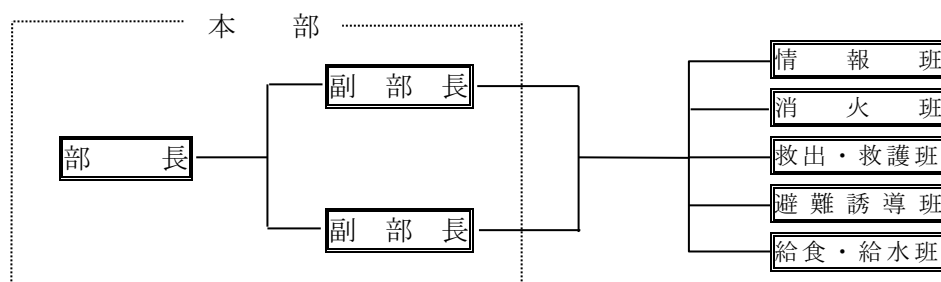 本部
部長
副部長
副部長
情報班
消火班
救出・救護班
避難誘導班
給食・給水班